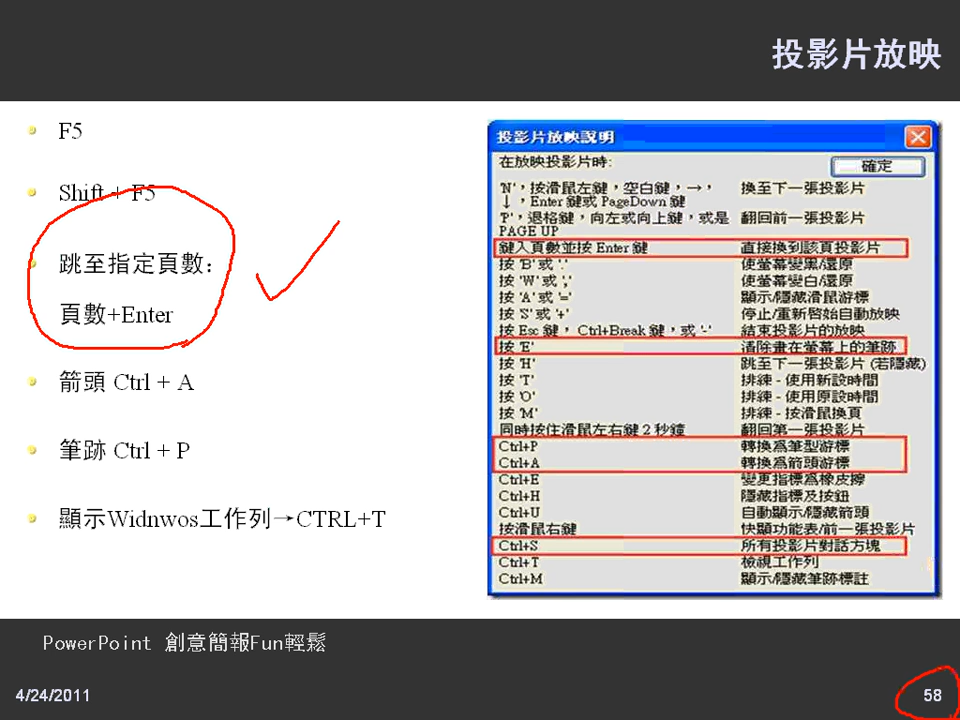 投影片放映
F5
Shift + F5
跳至指定頁數：
頁數+Enter
箭頭 Ctrl + A
筆跡 Ctrl + P
顯示Widnwos工作列→CTRL+T
投影片放映說明
在放映投影片時:
確定
'N'，按滑鼠左鍵，空白鍵，→， 換至下一張投影片
↓，Enter 鍵或 PageDown 鍵
'P'，退格鍵，向左或向上鍵，或是 翻回前一張投影片
PAGE UP
鍵入頁數並按 Enter 鍵 直接換到該頁投影片
按 'B' 或 '.' 使螢幕變黑/還原
按 'W' 或 ',' 使螢幕變白/還原
按 'A' 或 '=' 顯示/隱藏滑鼠游標
按 'S' 或 '+' 停止/重新啓始自動放映
按 Esc 鍵， Ctrl+Break 鍵，或 '-' 結束投影片的放映
按 'E' 清除畫在螢幕上的筆跡
按 'H' 跳至下一張投影片 (若隱藏)
按 'T' 排練 - 使用新設時間
按 'O' 排練 - 使用原設時間
按 'M' 排練 - 按滑鼠換頁
同時按住滑鼠左右鍵 2 秒鐘 翻回第一張投影片
Ctrl+P 轉換為筆型游標
Ctrl+A 轉換為箭頭游標
Ctrl+E 變更指標為橡皮擦
Ctrl+H 隱藏指標及按鈕
Ctrl+U 自動顯示/隱藏箭頭
按滑鼠右鍵 快顯功能表/前一張投影片
Ctrl+S 所有投影片對話方塊
Ctrl+T 檢視工作列
Ctrl+M 顯示/隱藏筆跡標註
PowerPoint 創意簡報Fun輕鬆
4/24/2011
58